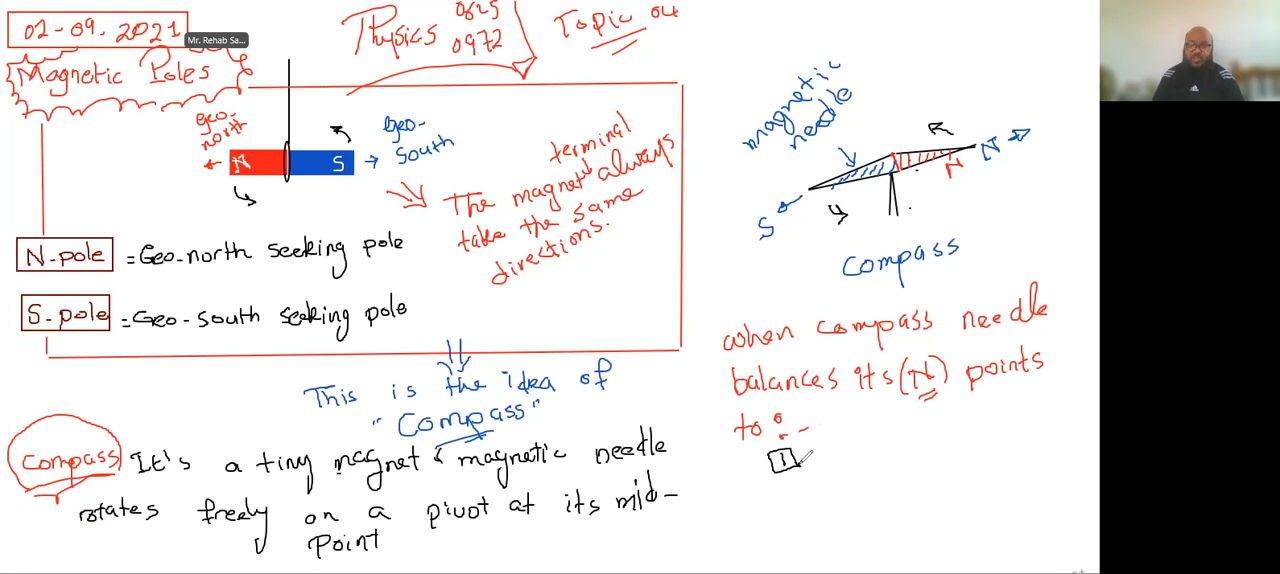 02-09.2021
Mr. Rehab Sa...
Magnetic Poles
Physics
0625
0972
Topic 04
Geo-
north
N
S
Geo-
south
The magnet terminal always
take the same
directions.
N-pole = Geo-north seeking pole
S-pole = Geo-south seeking pole
This is the idea of
"Compass"
Compass It's a tiny magnet & magnetic needle
rotates freely on a pivot at its mid-
point
magnetic
needle
N
N
S
Compass
when compass needle
balances its (N) points
to :-
1